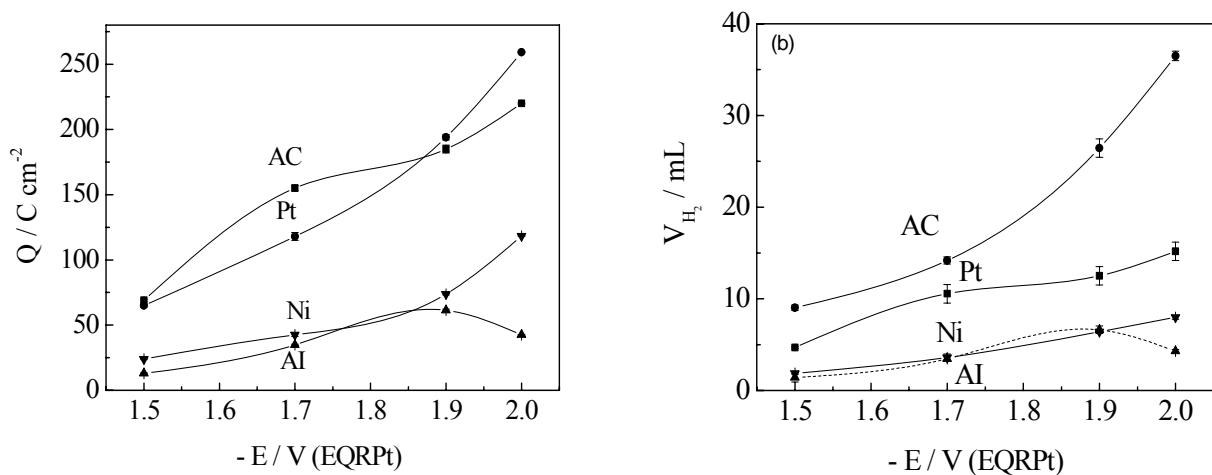 Q / C cm⁻²
250
200
150
100
50
0
AC
Pt
Ni
AI
1.5 1.6 1.7 1.8 1.9 2.0
- E / V (EQRPt)
(b)
V_H₂ / mL
40
30
20
10
0
AC
Pt
Ni
AI
1.5 1.6 1.7 1.8 1.9 2.0
- E / V (EQRPt)